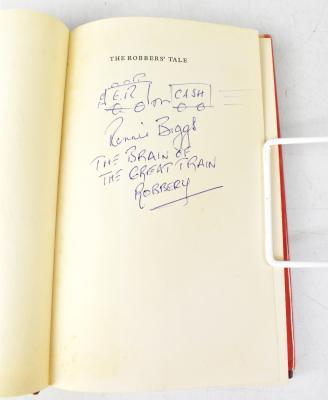 THE ROBBERS' TALE
E.R CASH
Ronnie Biggs
THE BRAIN OF
THE GREAT TRAIN
ROBBERY